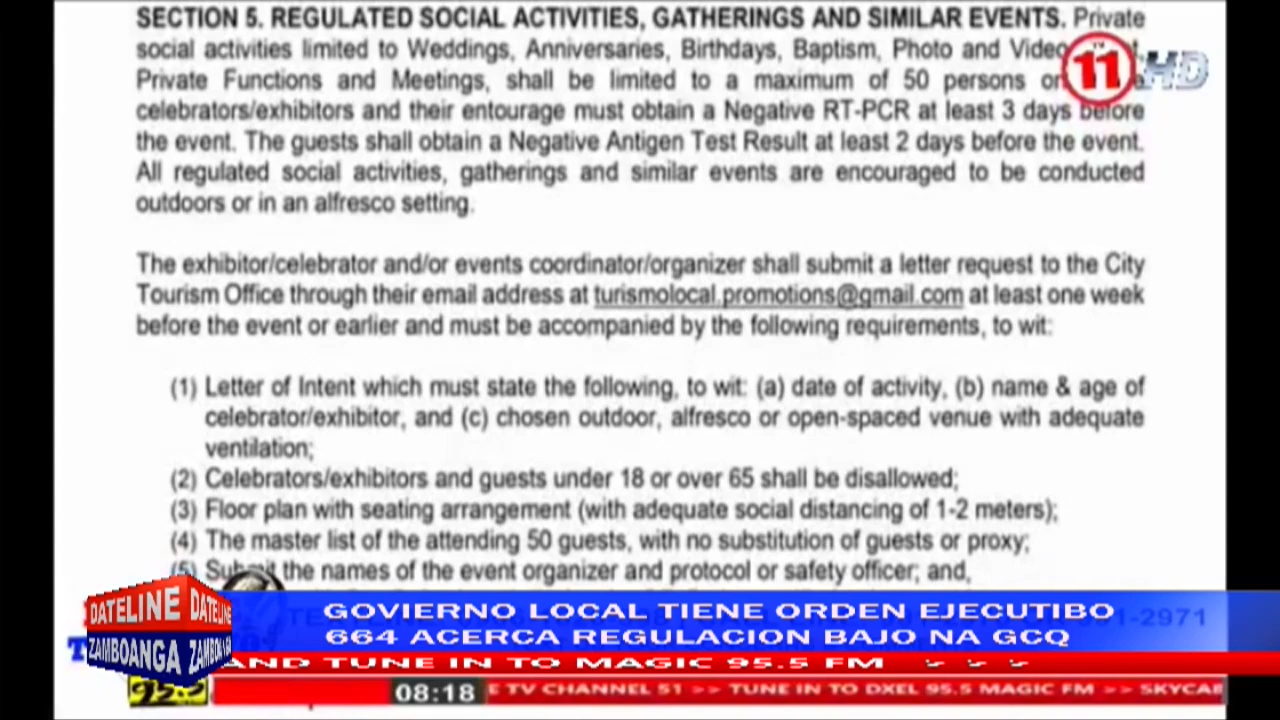 SECTION 5. REGULATED SOCIAL ACTIVITIES, GATHERINGS AND SIMILAR EVENTS. Private
social activities limited to Weddings, Anniversaries, Birthdays, Baptism, Photo and Video
Private Functions and Meetings, shall be limited to a maximum of 50 persons
celebrators/exhibitors and their entourage must obtain a Negative RT-PCR at least 3 days before
the event. The guests shall obtain a Negative Antigen Test Result at least 2 days before the event.
All regulated social activities, gatherings and similar events are encouraged to be conducted
outdoors or in an alfresco setting.
The exhibitor/celebrator and/or events coordinator/organizer shall submit a letter request to the City
Tourism Office through their email address at turismolocal.promotions@gmail.com at least one week
before the event or earlier and must be accompanied by the following requirements, to wit:
(1) Letter of Intent which must state the following, to wit: (a) date of activity, (b) name & age of
celebrator/exhibitor, and (c) chosen outdoor, alfresco or open-spaced venue with adequate
ventilation;
(2) Celebrators/exhibitors and guests under 18 or over 65 shall be disallowed;
(3) Floor plan with seating arrangement (with adequate social distancing of 1-2 meters);
(4) The master list of the attending 50 guests, with no substitution of guests or proxy;
(5) Submit the names of the event organizer and protocol or safety officer; and,
11 HD
DATELINE DATELINE
ZAMBOANGA ZAMBOANGA
GOVIERNO LOCAL TIENE ORDEN EJECUTIBO
664 ACERCA REGULACION BAJO NA GCQ
AND TUNE IN TO MAGIC 95.5 FM
95.5
08:18
E TV CHANNEL 51 >> TUNE IN TO DXEL 95.5 MAGIC FM >> SKYCAB